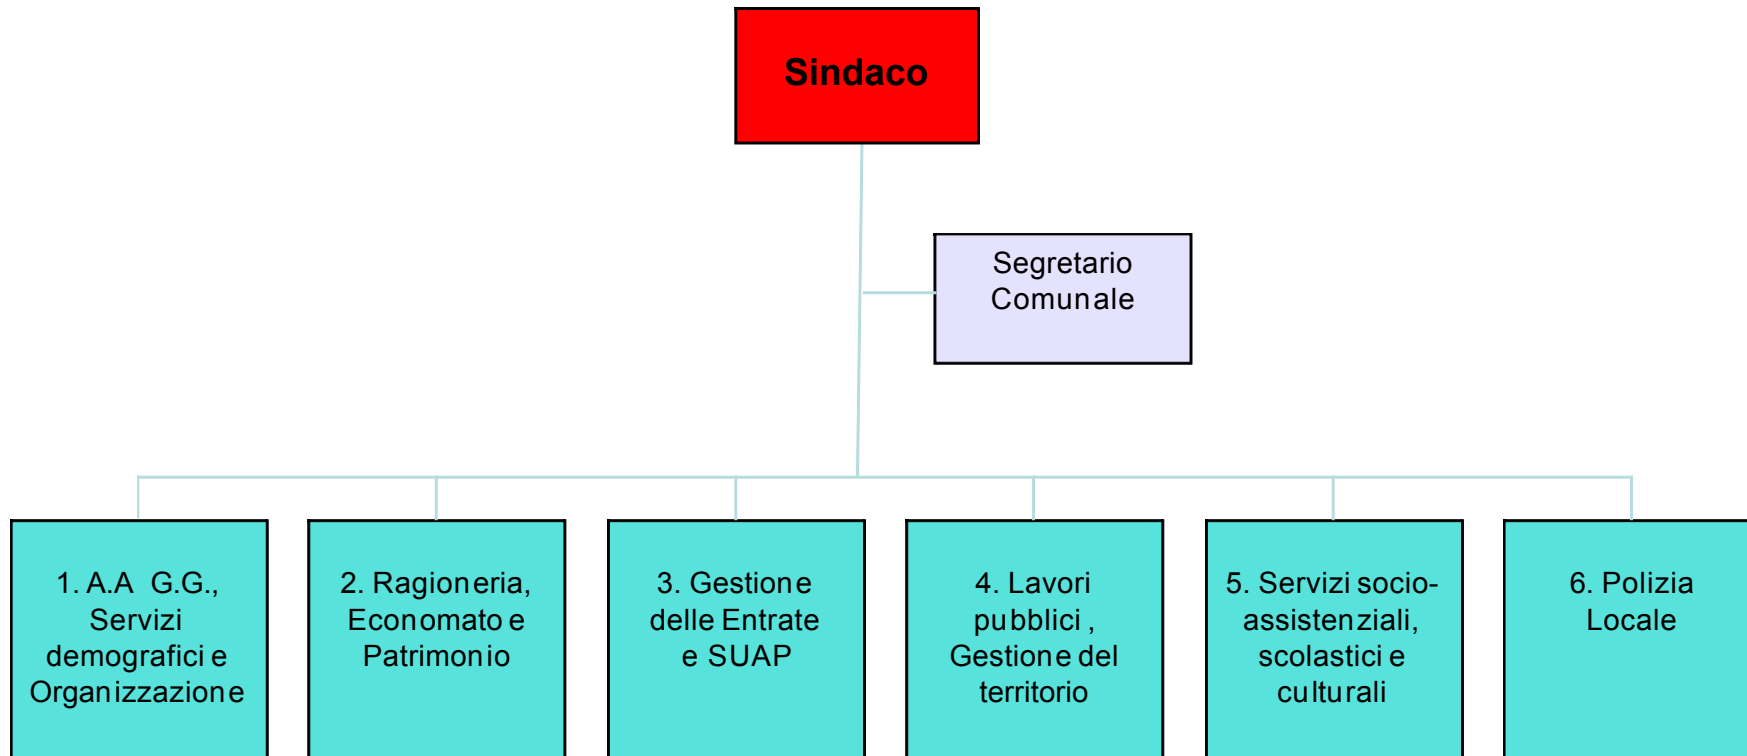 Sindaco
Segretario
Comunale
1. A.A G.G.,
Servizi
demografici e
Organizzazione
2. Ragioneria,
Economato e
Patrimonio
3. Gestione
delle Entrate
e SUAP
4. Lavori
pubblici ,
Gestione del
territorio
5. Servizi socio-
assistenziali,
scolastici e
culturali
6. Polizia
Locale